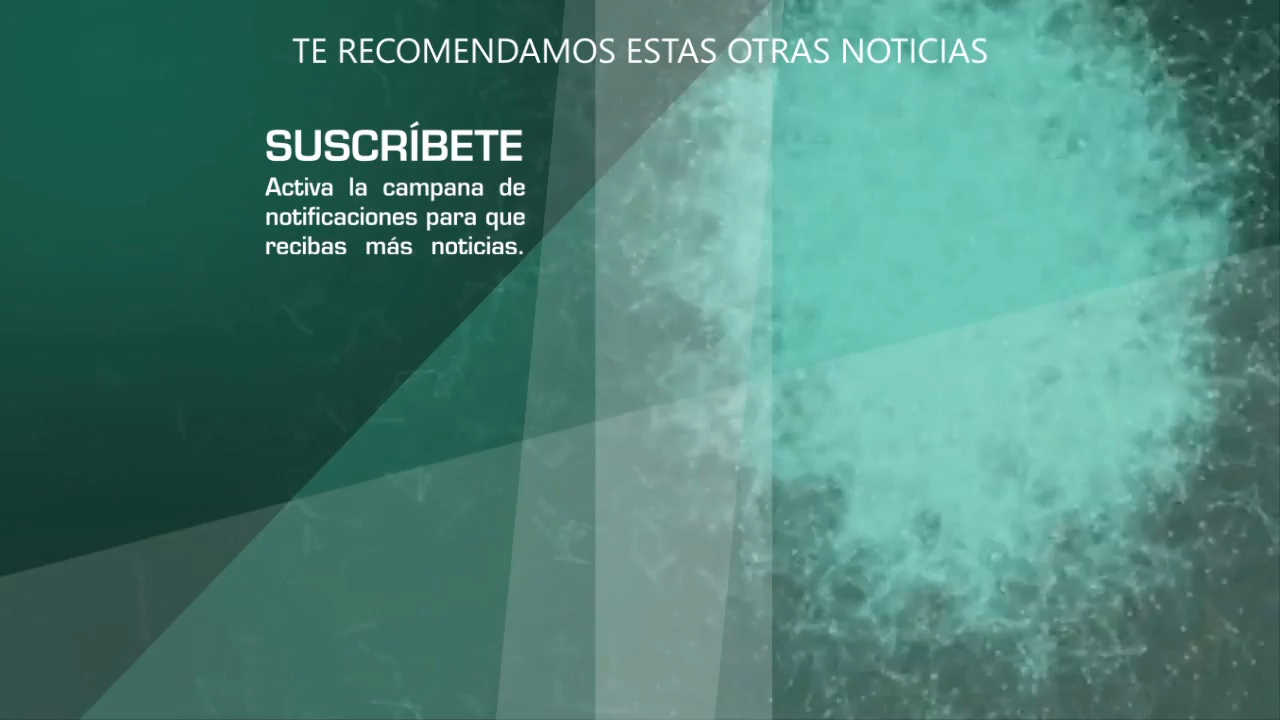 TE RECOMENDAMOS ESTAS OTRAS NOTICIAS
SUSCRÍBETE
Activa la campana de
notificaciones para que
recibas más noticias.